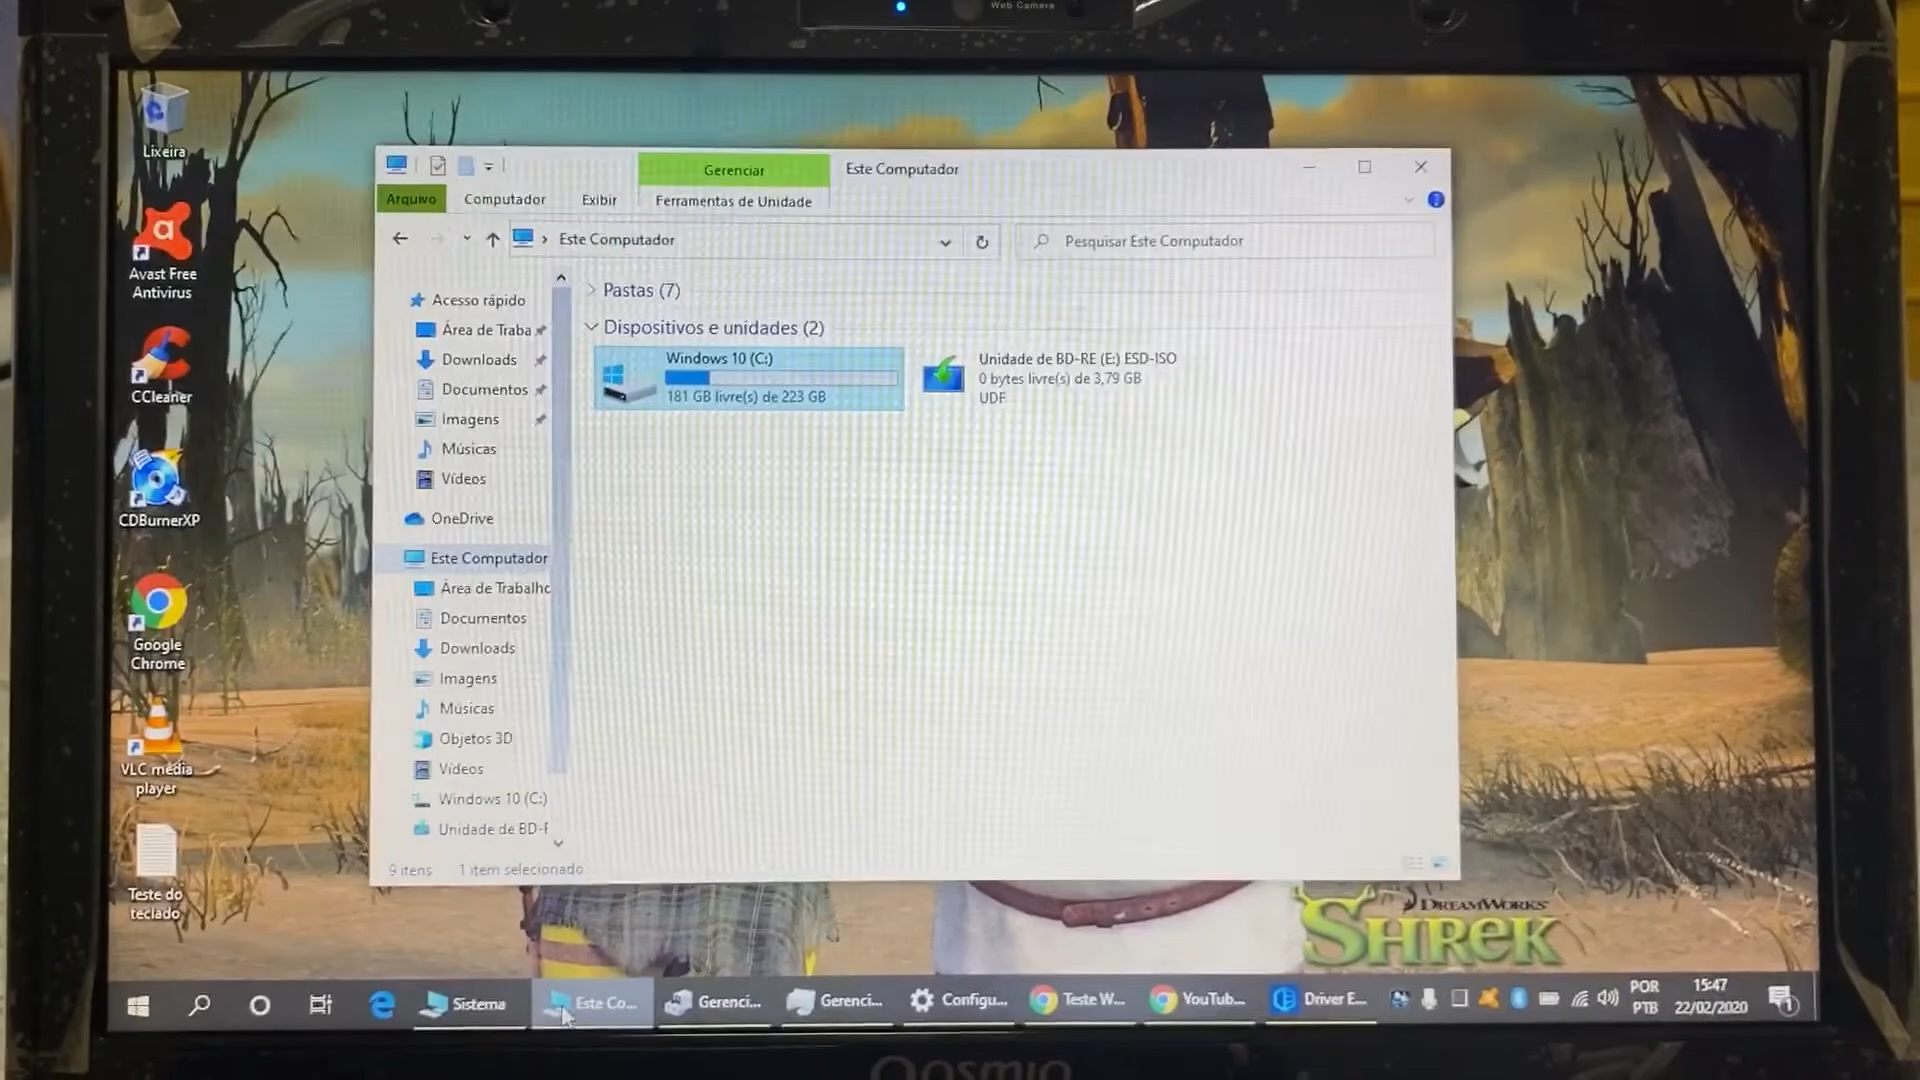 Web Camera
Lixeira
Avast Free
Antivirus
CCleaner
CDBurnerXP
Google
Chrome
VLC media
player
Teste do
teclado
Gerenciar
Este Computador
Arquivo
Computador
Exibir
Ferramentas de Unidade
Este Computador
Pesquisar Este Computador
Acesso rápido
Área de Traba
Downloads
Documentos
Imagens
Músicas
Vídeos
OneDrive
Este Computador
Área de Trabalho
Documentos
Downloads
Imagens
Músicas
Objetos 3D
Vídeos
Windows 10 (C:)
Unidade de BD-R
Pastas (7)
Dispositivos e unidades (2)
Windows 10 (C:)
181 GB livre(s) de 223 GB
Unidade de BD-RE (E:) ESD-ISO
0 bytes livre(s) de 3,79 GB
UDF
9 itens
1 item selecionado
DREAMWORKS
SHREK
Sistema
Este Co...
Gerenci...
Gerenci...
Configu...
Teste W...
YouTub...
Driver E...
POR
PTB
15:47
22/02/2020
1
Qosmio